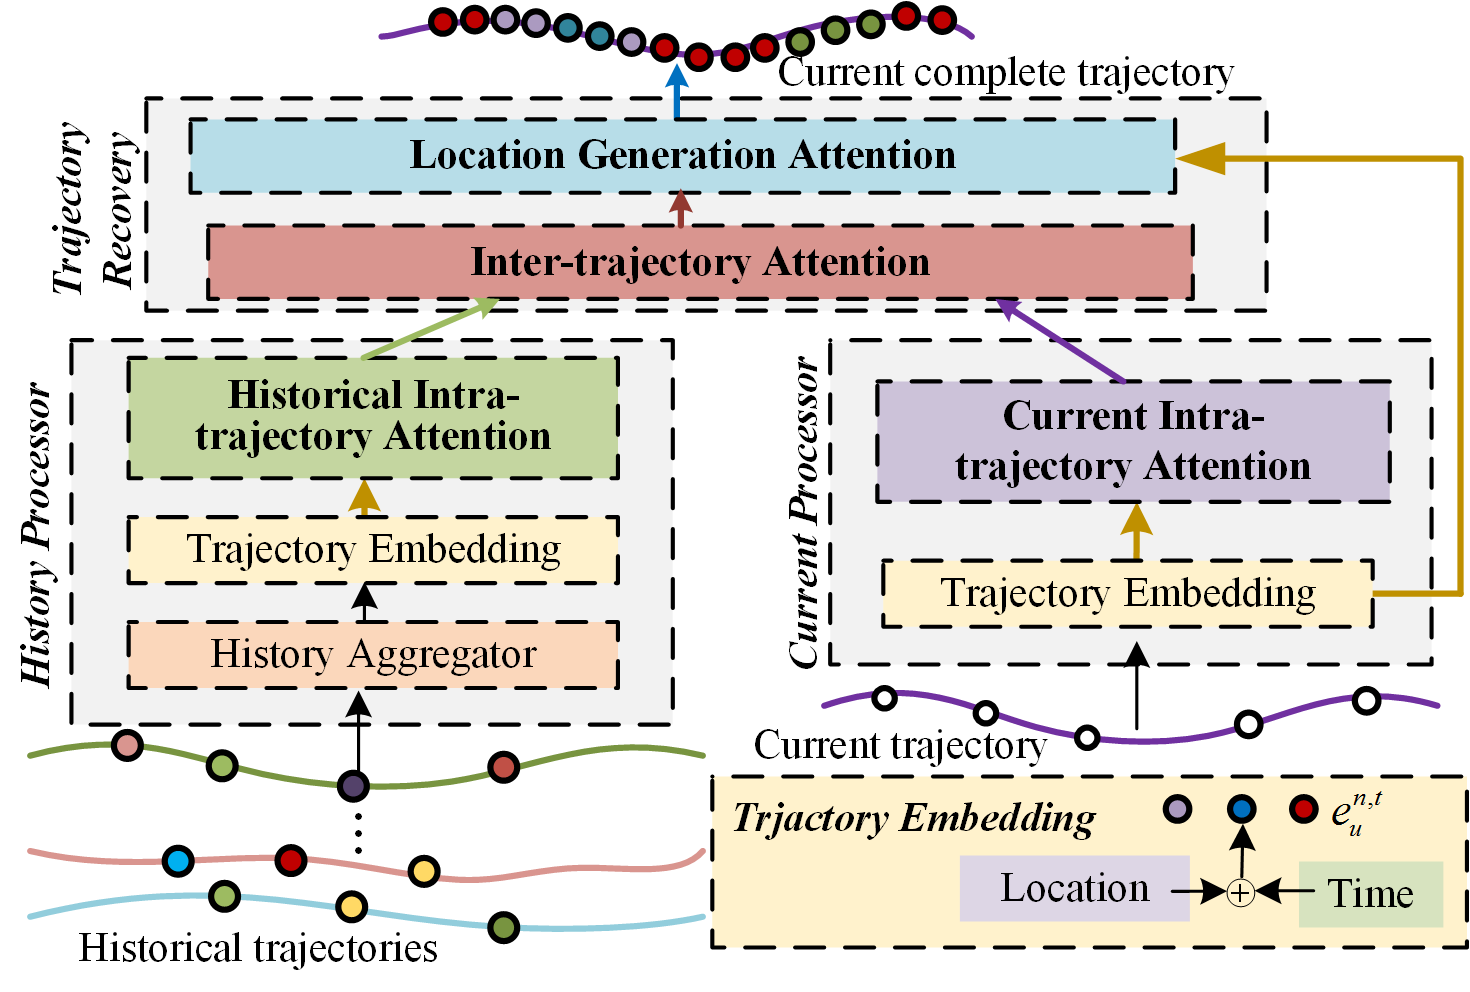 Current complete trajectory
Trajectory
Recovery
Location Generation Attention
Inter-trajectory Attention
History Processor
Historical Intra-
trajectory Attention
Trajectory Embedding
History Aggregator
Current Processor
Current Intra-
trajectory Attention
Trajectory Embedding
Current trajectory
Historical trajectories
Trjactory Embedding
e_u^{n,t}
Location
+
Time